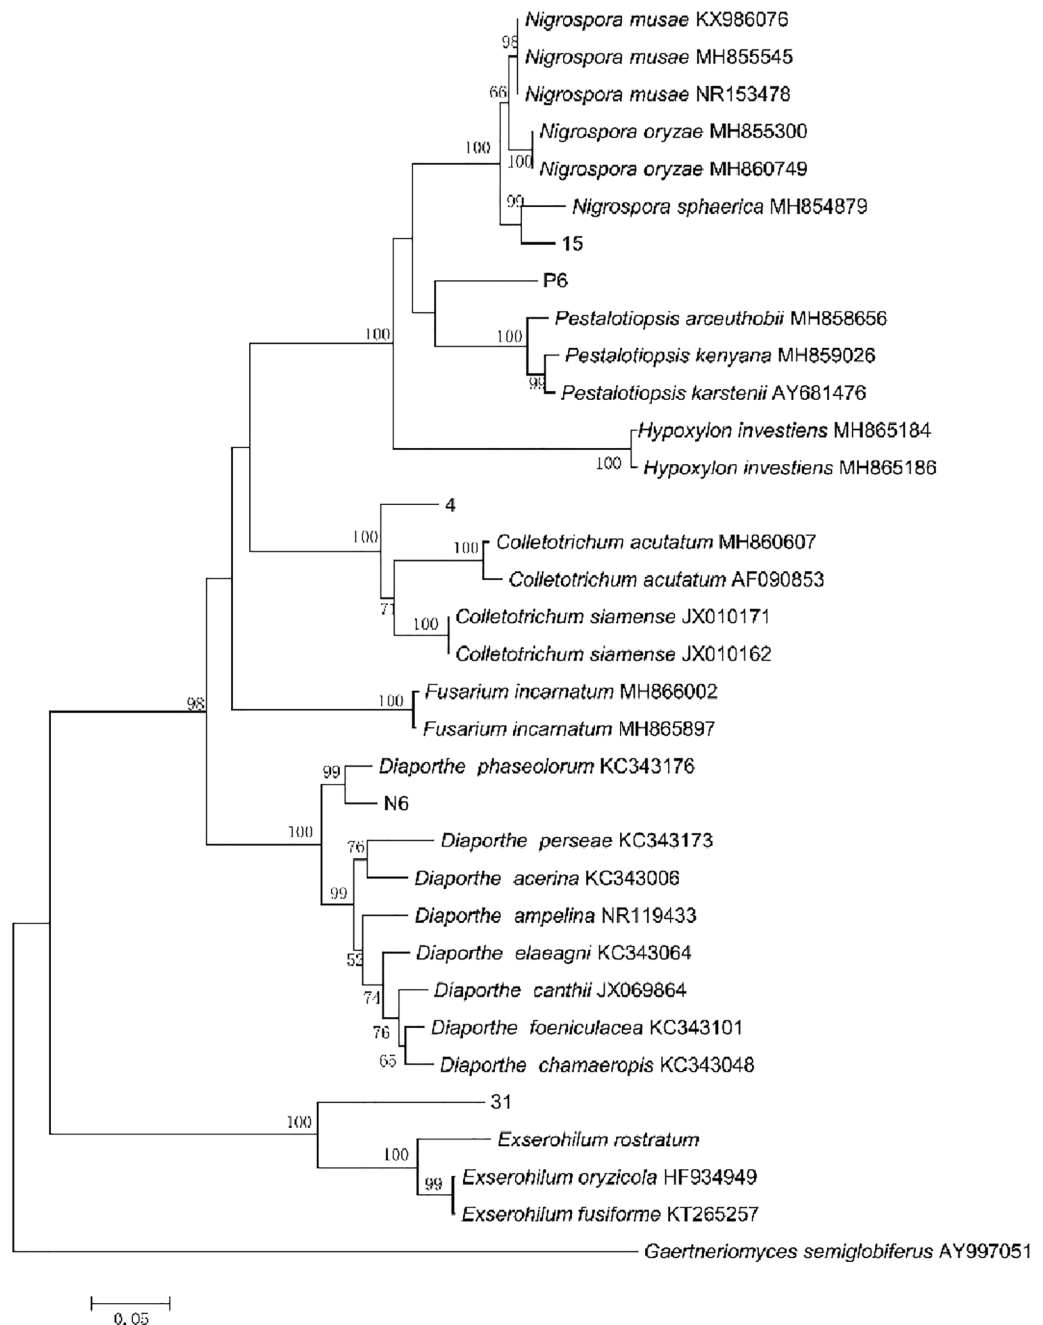 Nigrospora musae KX986076
98
Nigrospora musae MH855545
66
Nigrospora musae NR153478
Nigrospora oryzae MH855300
100
100
Nigrospora oryzae MH860749
99
Nigrospora sphaerica MH854879
15
P6
Pestalotiopsis arceuthobii MH858656
100
100
Pestalotiopsis kenyana MH859026
99
Pestalotiopsis karstenii AY681476
Hypoxylon investiens MH865184
100
Hypoxylon investiens MH865186
4
100
Colletotrichum acutatum MH860607
100
Colletotrichum acutatum AF090853
71
Colletotrichum siamense JX010171
100
Colletotrichum siamense JX010162
Fusarium incarnatum MH866002
98
100
Fusarium incarnatum MH865897
Diaporthe phaseolorum KC343176
99
N6
100
Diaporthe perseae KC343173
76
Diaporthe acerina KC343006
99
Diaporthe ampelina NR119433
53
Diaporthe elaeagni KC343064
74
Diaporthe canthii JX069864
76
Diaporthe foeniculacea KC343101
65
Diaporthe chamaeropis KC343048
31
100
Exserohilum rostratum
100
Exserohilum oryzicola HF934949
99
Exserohilum fusiforme KT265257
Gaertneriomyces semiglobiferus AY997051
0.05